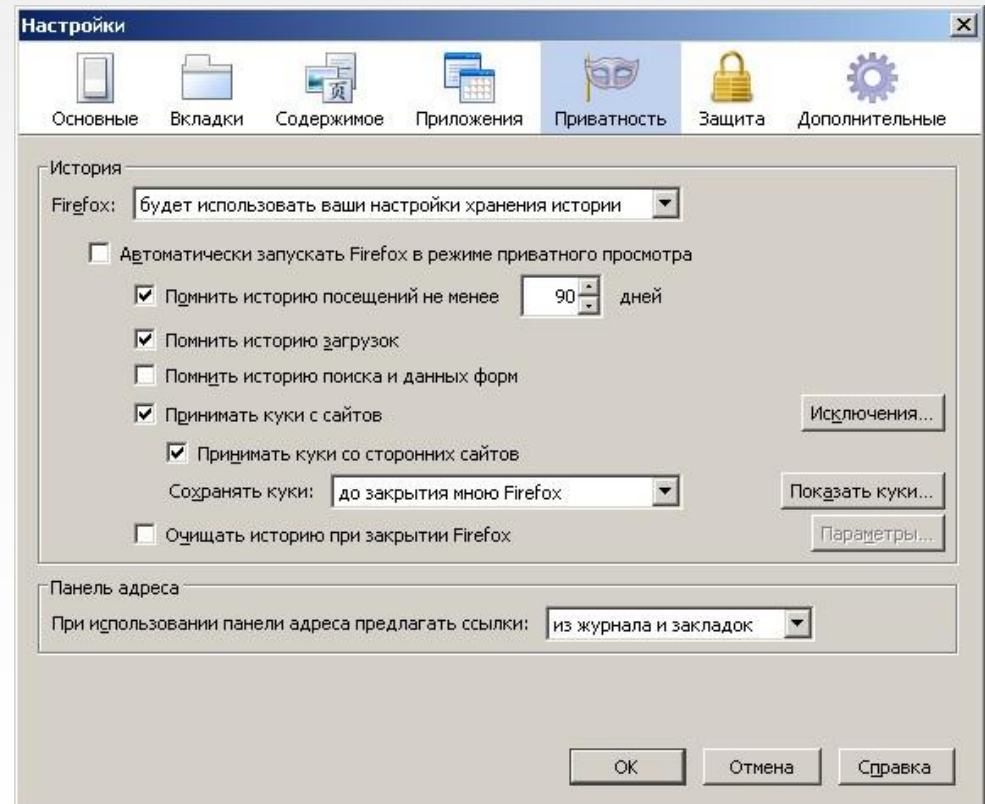 Настройки
Основные Вкладки Содержимое Приложения Приватность Защита Дополнительные
页
История
Firefox: будет использовать ваши настройки хранения истории
Автоматически запускать Firefox в режиме приватного просмотра
Помнить историю посещений не менее 90 дней
Помнить историю загрузок
Помнить историю поиска и данных форм
Принимать куки с сайтов Исключения...
Принимать куки со сторонних сайтов
Сохранять куки: до закрытия мною Firefox Показать куки...
Очищать историю при закрытии Firefox Параметры...
Панель адреса
При использовании панели адреса предлагать ссылки: из журнала и закладок
ОК Отмена Справка